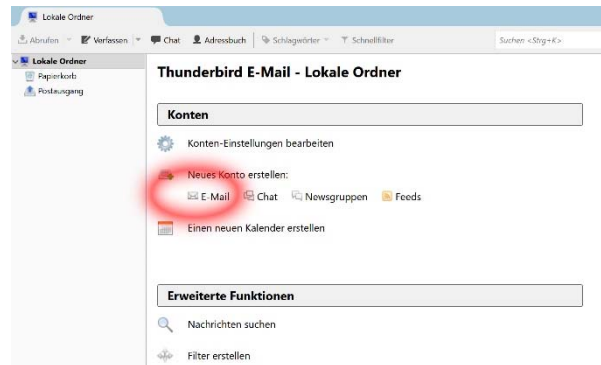 Lokale Ordner
Abrufen Verfassen Chat Adressbuch Schlagwörter Schnellfilter Suchen <Strg+K>
Lokale Ordner
Papierkorb
Postausgang
Thunderbird E-Mail - Lokale Ordner
Konten
Konten-Einstellungen bearbeiten
Neues Konto erstellen:
E-Mail Chat Newsgruppen Feeds
Einen neuen Kalender erstellen
Erweiterte Funktionen
Nachrichten suchen
Filter erstellen